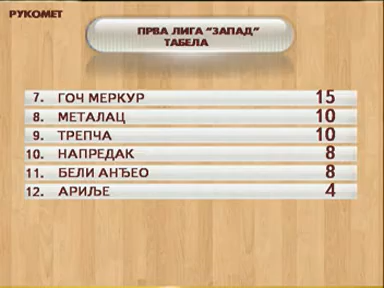 РУКОМЕТ
ПРВА ЛИГА "ЗАПАД"
ТАБЕЛА
7. ГОЧ МЕРКУР 15
8. МЕТАЛАЦ 10
9. ТРЕПЧА 10
10. НАПРЕДАК 8
11. БЕЛИ АНЂЕО 8
12. АРИЉЕ 4